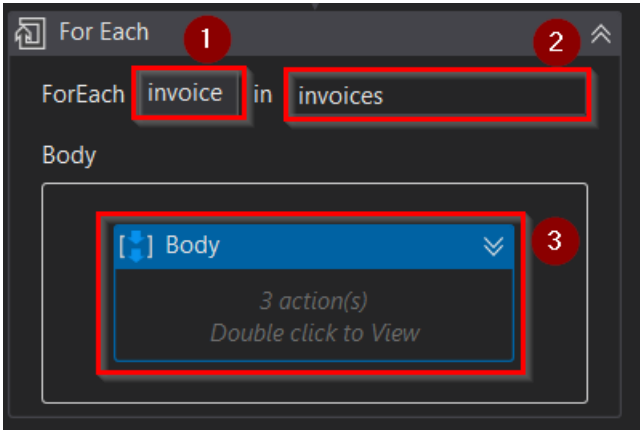 For Each
1
2
ForEach invoice in invoices
Body
[ ] Body
3
3 action(s)
Double click to View